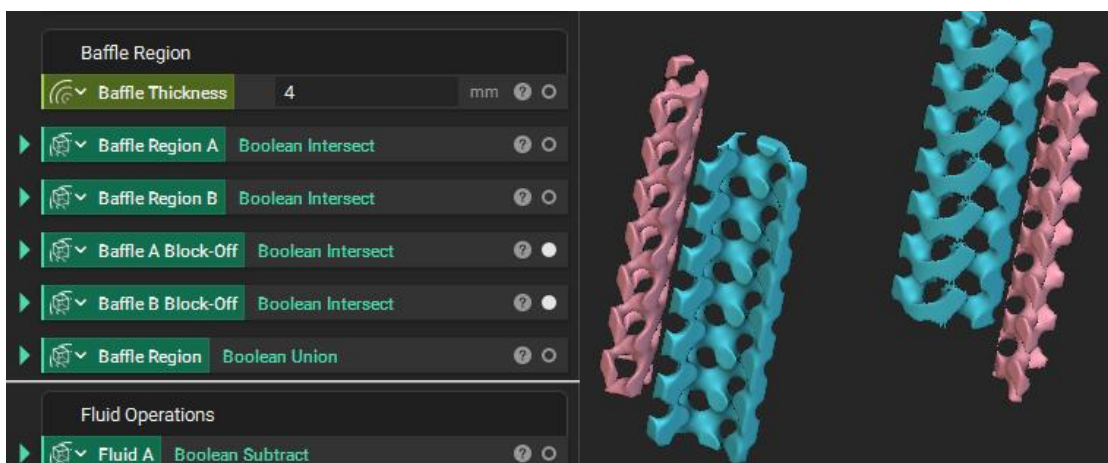 Baffle Region
Baffle Thickness 4 mm ?
Baffle Region A Boolean Intersect ?
Baffle Region B Boolean Intersect ?
Baffle A Block-Off Boolean Intersect ?
Baffle B Block-Off Boolean Intersect ?
Baffle Region Boolean Union ?
Fluid Operations
Fluid A Boolean Subtract ?